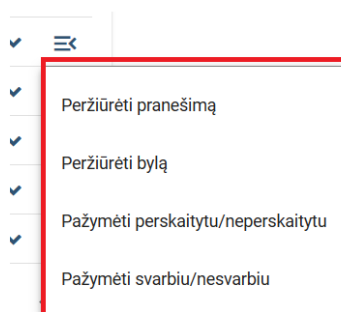 Peržiūrėti pranešimą
Peržiūrėti bylą
Pažymėti perskaitytu/neperskaitytu
Pažymėti svarbiu/nesvarbiu